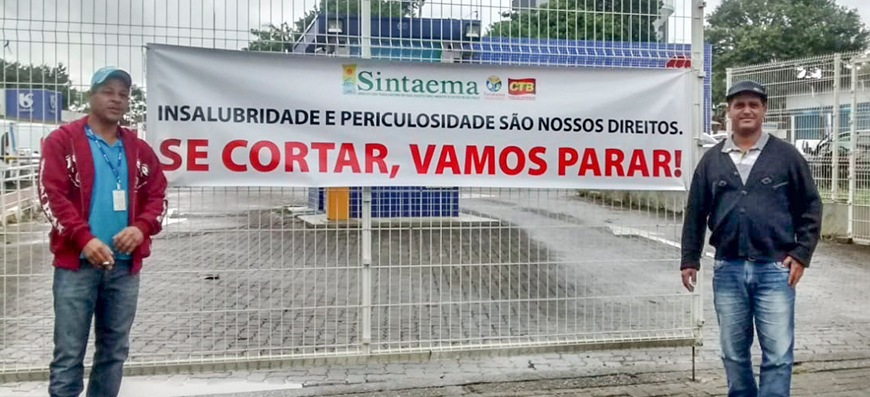 Sintaema
CTB
INSALUBRIDADE E PERICULOSIDADE SÃO NOSSOS DIREITOS.
SE CORTAR, VAMOS PARAR!